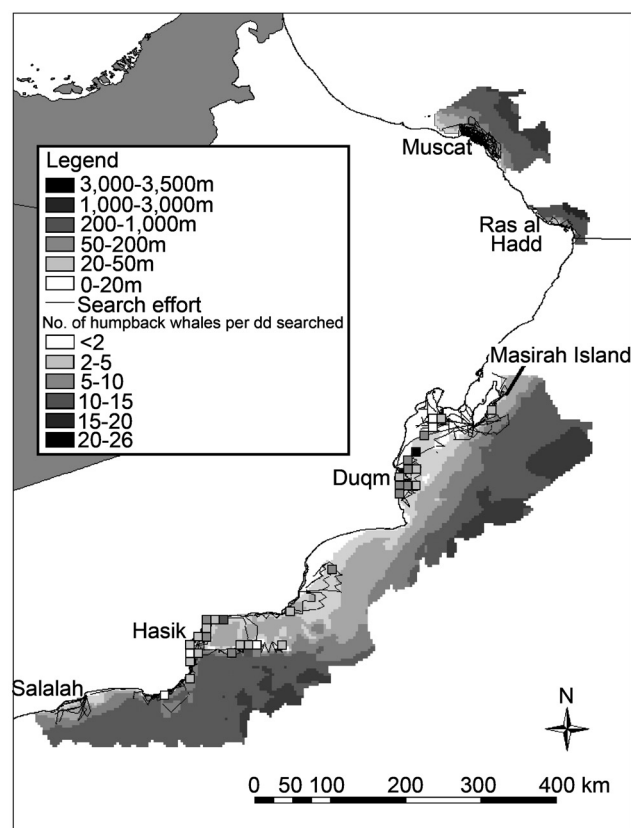 Muscat
Legend
3,000-3,500m
1,000-3,000m
200-1,000m
50-200m
20-50m
0-20m
Search effort
No. of humpback whales per dd searched
<2
2-5
5-10
10-15
15-20
20-26
Ras al
Hadd
Masirah Island
Duqm
Hasik
Salalah
N
0 50 100 200 300 400 km